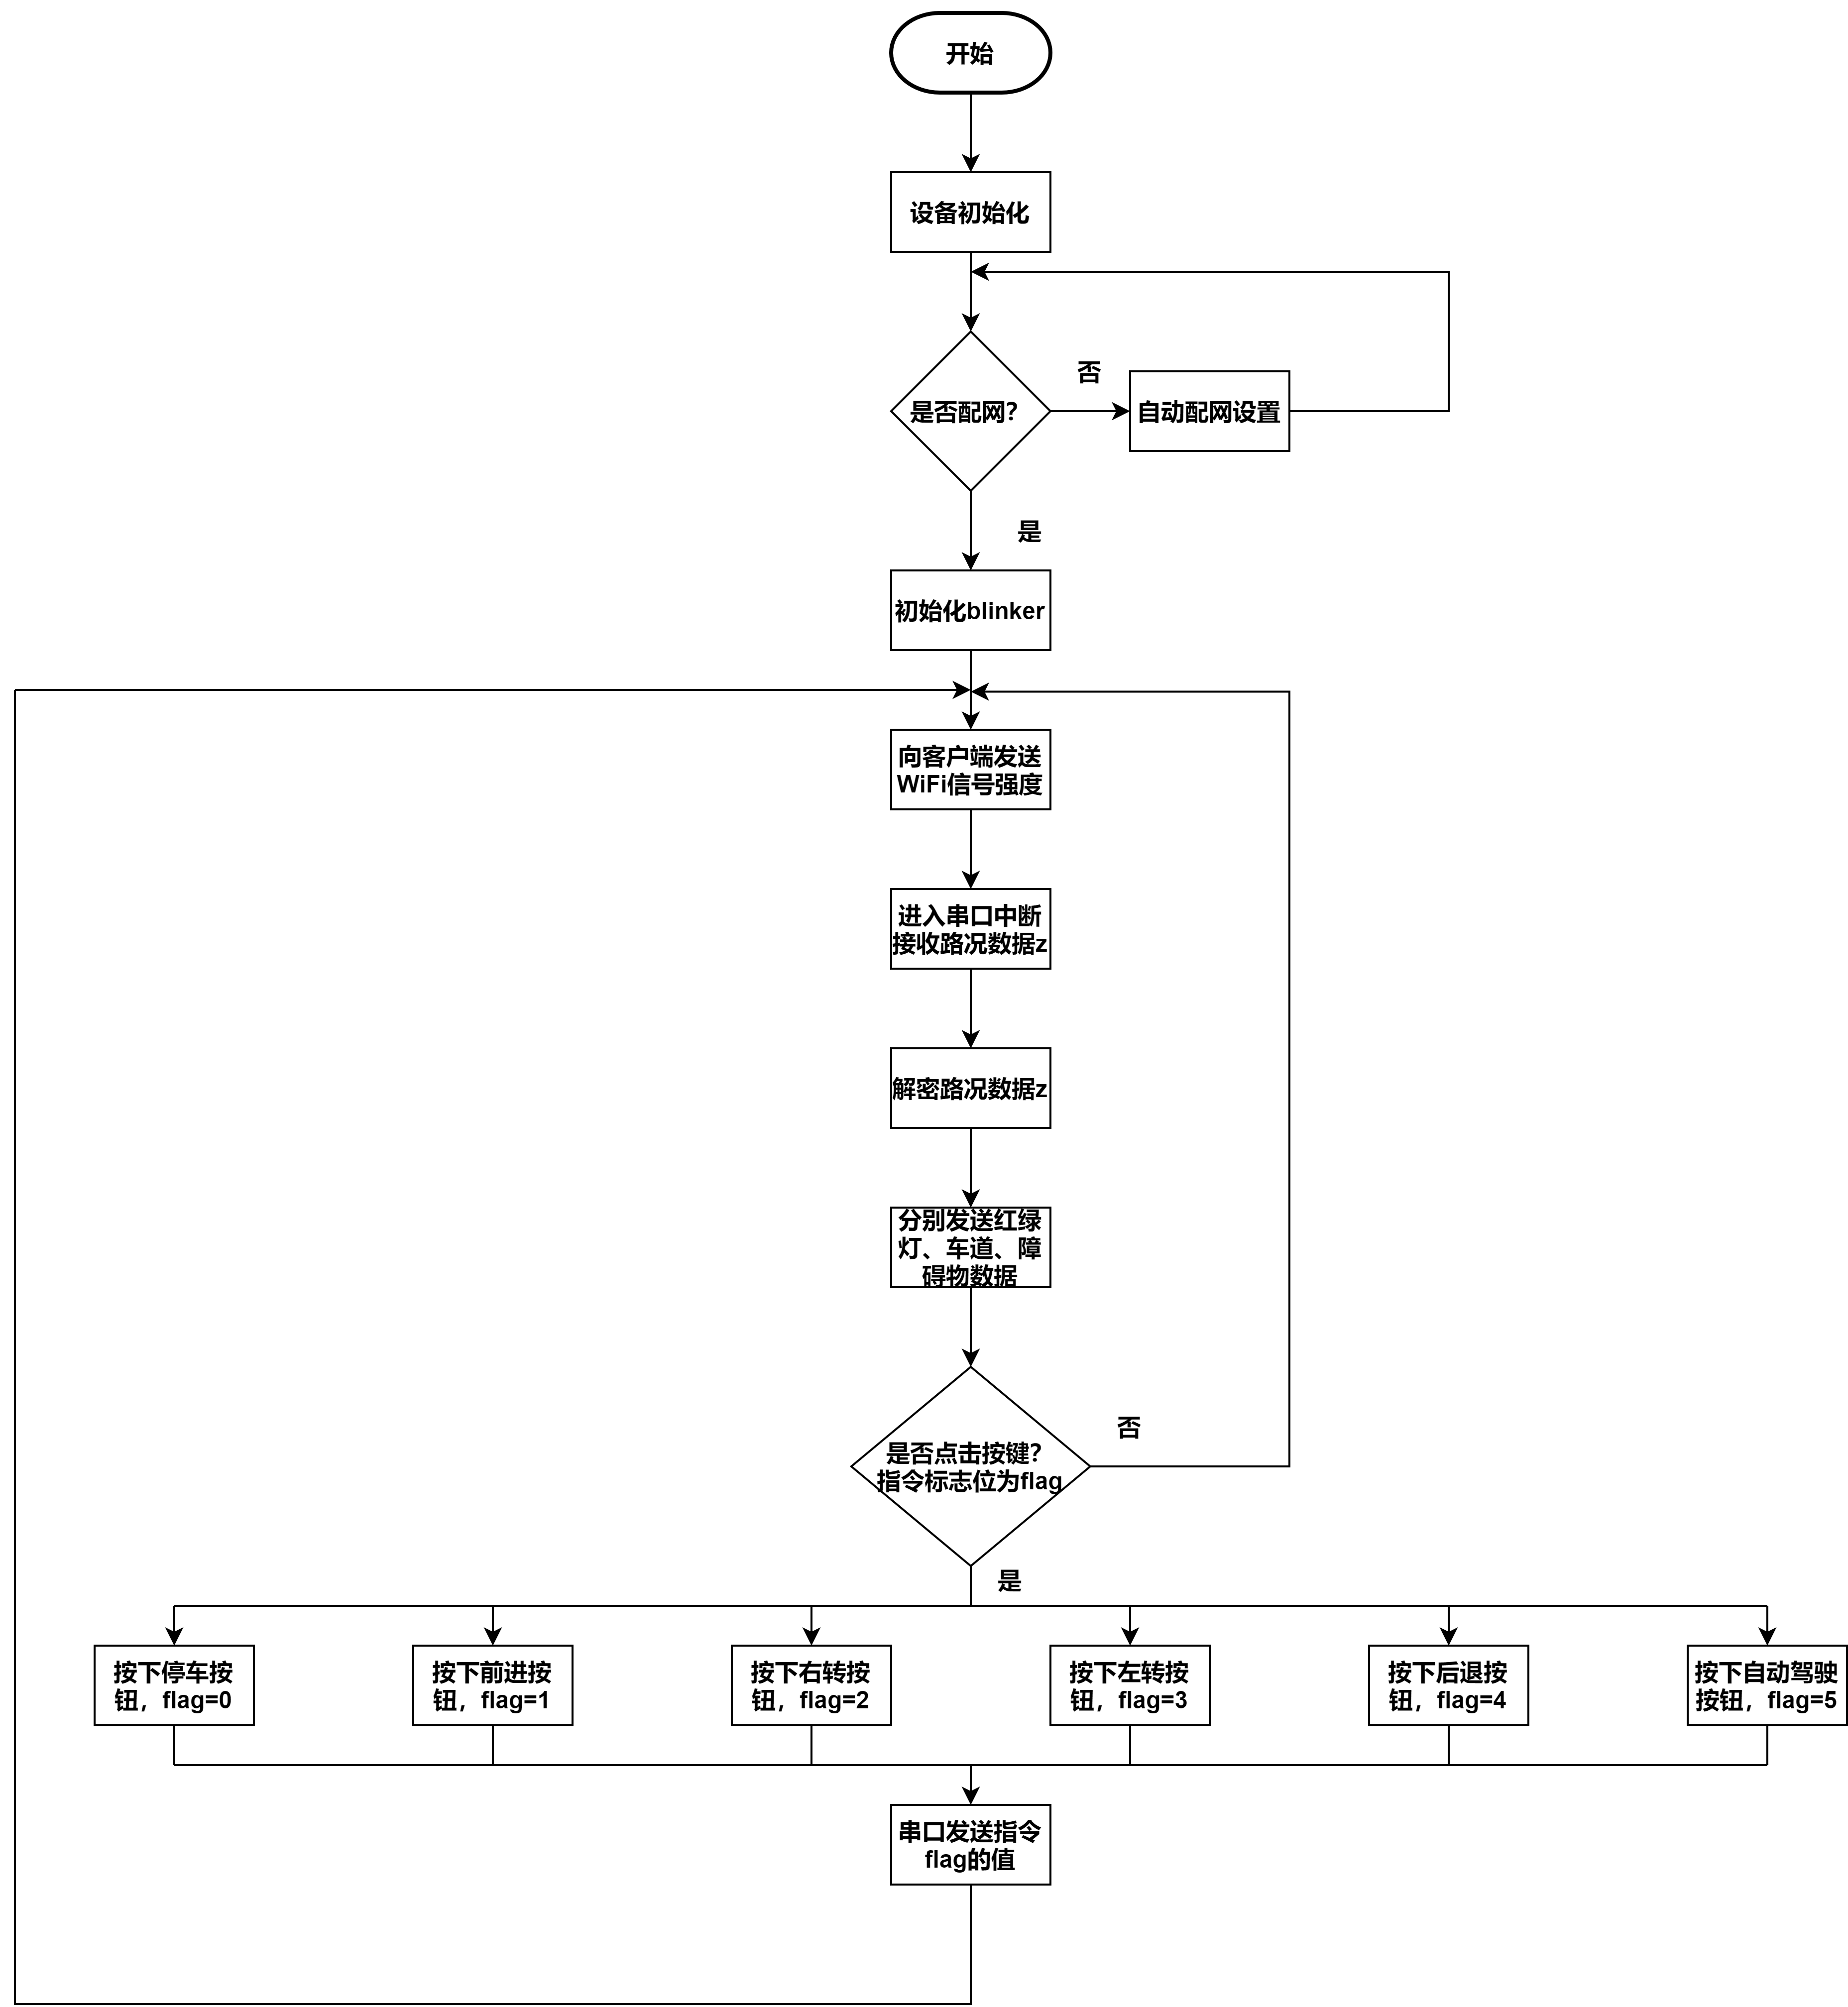 开始
设备初始化
是否配网?
否
自动配网设置
是
初始化blinker
向客户端发送
WiFi信号强度
进入串口中断
接收路况数据z
解密路况数据z
分别发送红绿
灯、车道、障
碍物数据
是否点击按键?
指令标志位为flag
否
是
按下停车按
钮，flag=0
按下前进按
钮，flag=1
按下右转按
钮，flag=2
按下左转按
钮，flag=3
按下后退按
钮，flag=4
按下自动驾驶
按钮，flag=5
串口发送指令
flag的值